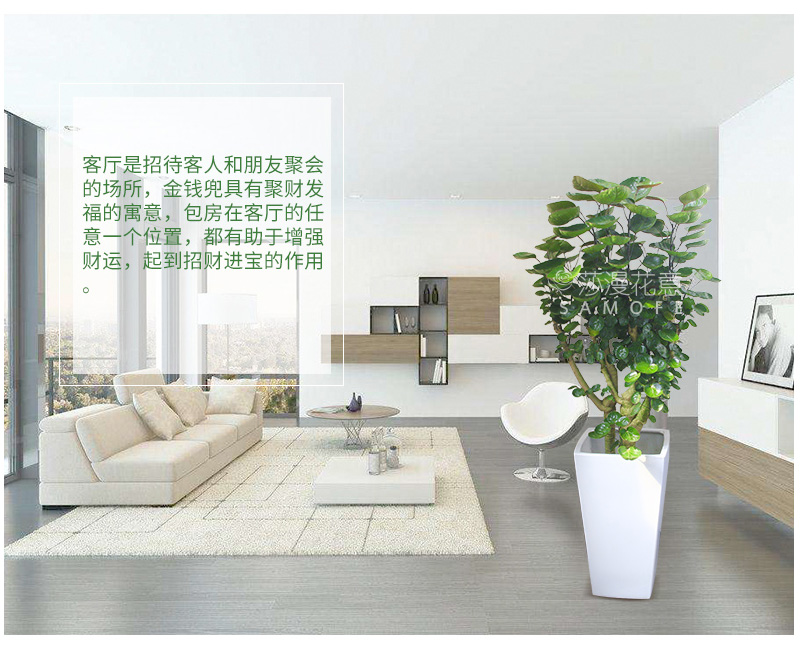 客厅是招待客人和朋友聚会
的场所，金钱兜具有聚财发
福的寓意，包房在客厅的任
意一个位置，都有助于增强
财运，起到招财进宝的作用
。
莎漫花意
SAMOFE